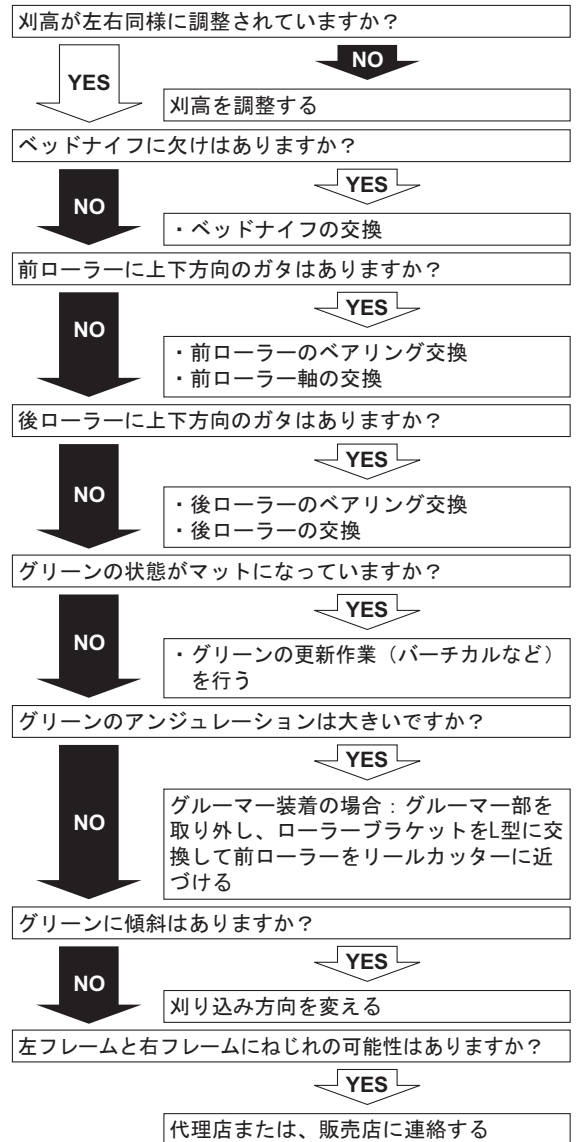 刈高が左右同様に調整されていますか？
NO
YES
刈高を調整する
ベッドナイフに欠けはありますか？
YES
NO
・ベッドナイフの交換
前ローラーに上下方向のガタはありますか？
YES
NO
・前ローラーのベアリング交換
・前ローラー軸の交換
後ローラーに上下方向のガタはありますか？
YES
NO
・後ローラーのベアリング交換
・後ローラーの交換
グリーンの状態がマットになっていますか？
YES
NO
・グリーンの更新作業（バーチカルなど）
を行う
グリーンのアンジュレーションは大きいですか？
YES
NO
グルーマー装着の場合：グルーマー部を
取り外し、ローラーブラケットをL型に交
換して前ローラーをリールカッターに近
づける
グリーンに傾斜はありますか？
YES
NO
刈り込み方向を変える
左フレームと右フレームにねじれの可能性はありますか？
YES
代理店または、販売店に連絡する